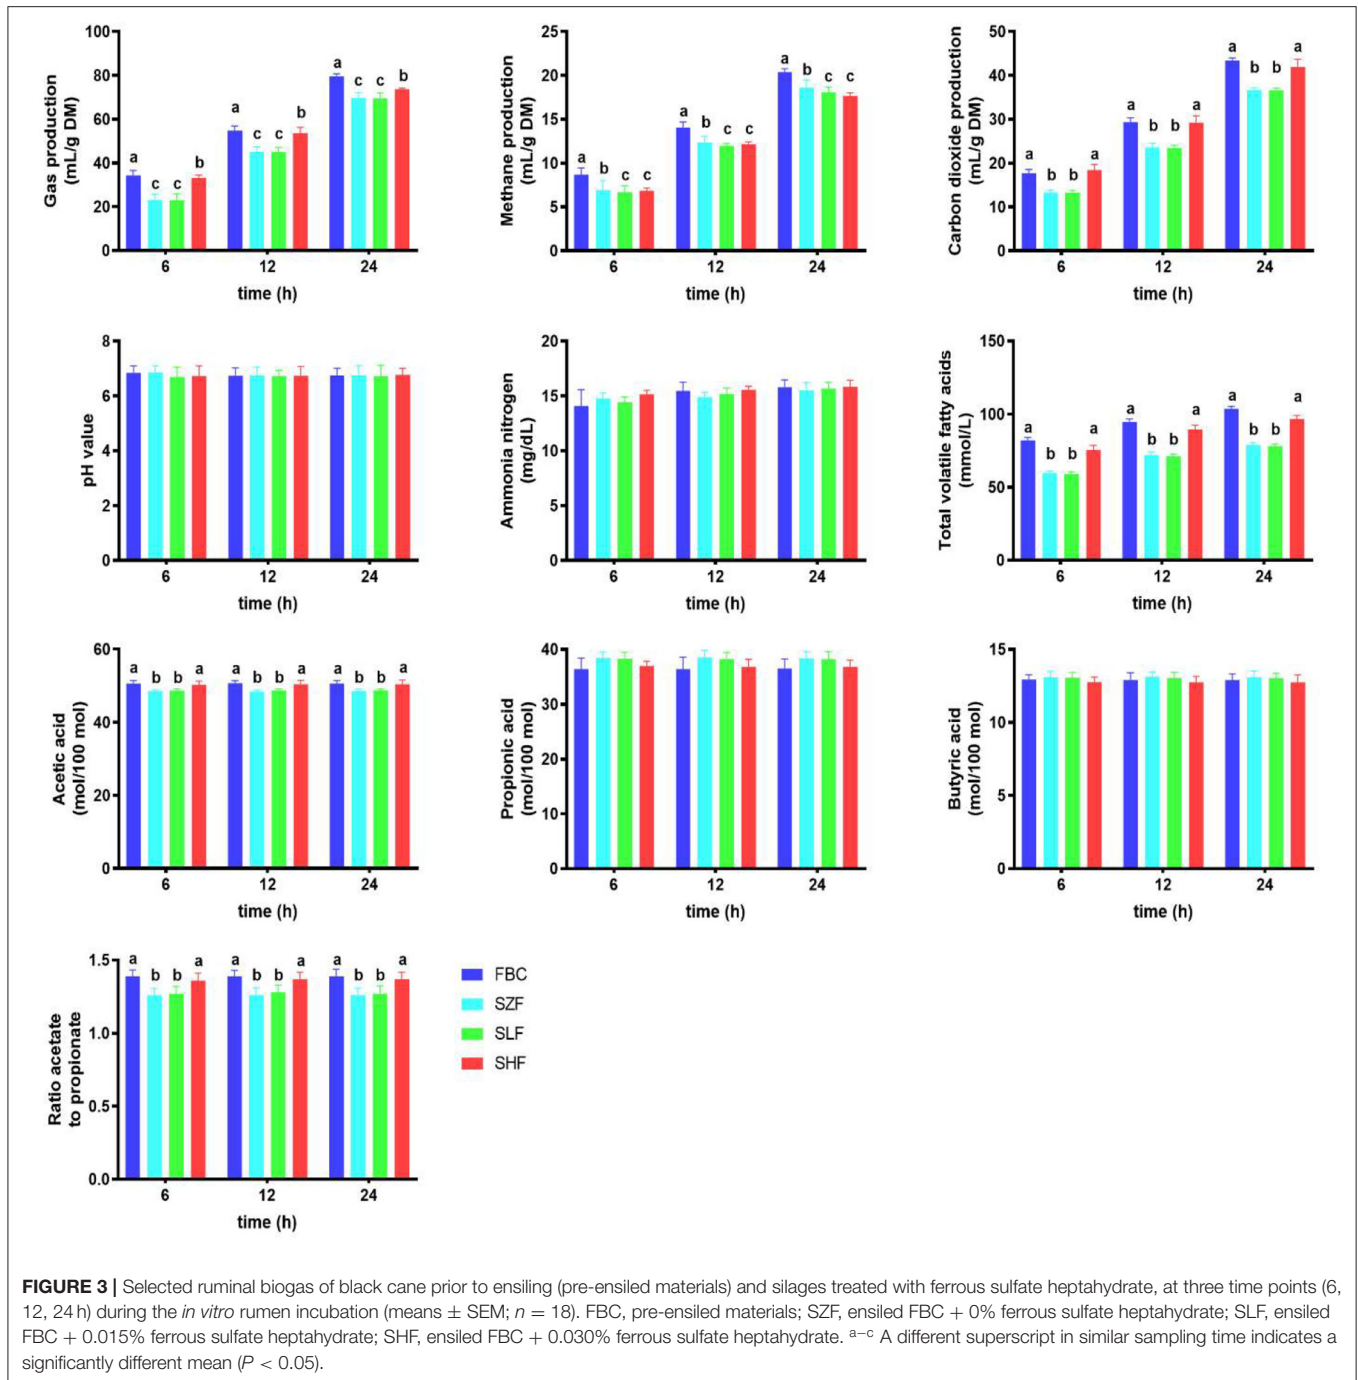 Gas production
(mL/g DM)
100
80
60
40
20
0
a c c b
a c c b
a c c b
6 12 24
time (h)
Methane production
(mL/g DM)
25
20
15
10
5
0
a b c c
a b c c
a b c c
6 12 24
time (h)
Carbon dioxide production
(mL/g DM)
50
40
30
20
10
0
a b b a
a b b a
a b b a
6 12 24
time (h)
pH value
8
6
4
2
0
6 12 24
time (h)
Ammonia nitrogen
(mg/dL)
20
15
10
5
0
6 12 24
time (h)
Total volatile fatty acids
(mmol/L)
150
100
50
0
a b b a
a b b a
a b b a
6 12 24
time (h)
Acetic acid
(mol/100 mol)
60
40
20
0
a b b a
a b b a
a b b a
6 12 24
time (h)
Propionic acid
(mol/100 mol)
40
30
20
10
0
6 12 24
time (h)
Butyric acid
(mol/100 mol)
15
10
5
0
6 12 24
time (h)
Ratio acetate
to propionate
1.5
1.0
0.5
0.0
a b b a
a b b a
a b b a
6 12 24
time (h)
FBC
SZF
SLF
SHF
FIGURE 3 | Selected ruminal biogas of black cane prior to ensiling (pre-ensiled materials) and silages treated with ferrous sulfate heptahydrate, at three time points (6,
12, 24 h) during the in vitro rumen incubation (means ± SEM; n = 18). FBC, pre-ensiled materials; SZF, ensiled FBC + 0% ferrous sulfate heptahydrate; SLF, ensiled
FBC + 0.015% ferrous sulfate heptahydrate; SHF, ensiled FBC + 0.030% ferrous sulfate heptahydrate. a–c A different superscript in similar sampling time indicates a
significantly different mean (P < 0.05).